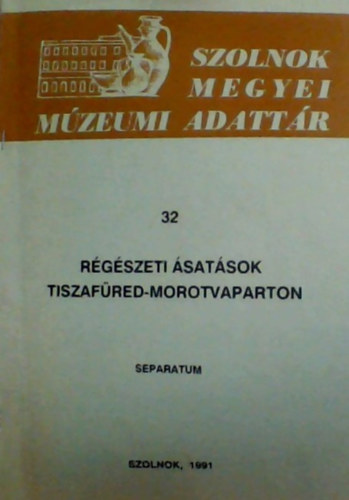 SZOLNOK
MEGYEI
MÚZEUMI ADATTÁR
32
RÉGÉSZETI ÁSATÁSOK
TISZAFÜRED-MOROTVAPARTON
SEPARATUM
SZOLNOK, 1991